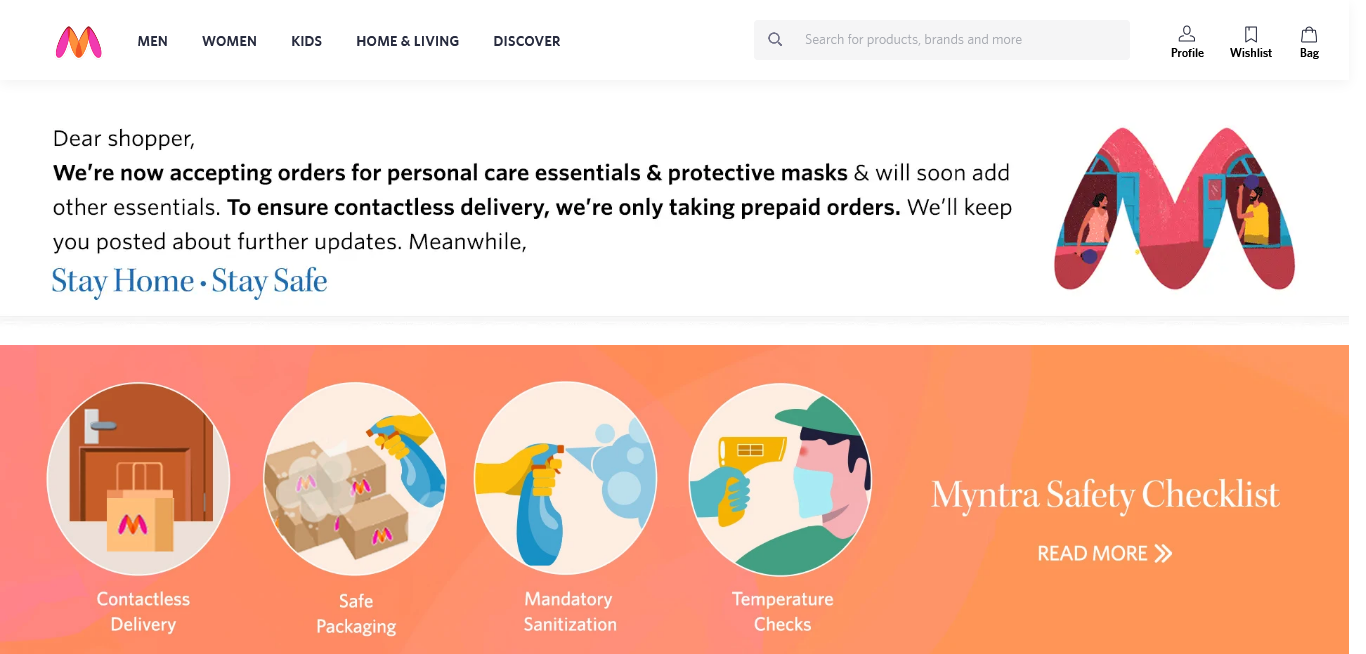 MEN WOMEN KIDS HOME & LIVING DISCOVER Search for products, brands and more Profile Wishlist Bag
Dear shopper,
We're now accepting orders for personal care essentials & protective masks & will soon add
other essentials. To ensure contactless delivery, we're only taking prepaid orders. We'll keep
you posted about further updates. Meanwhile,
Stay Home • Stay Safe
Contactless
Delivery
Safe
Packaging
Mandatory
Sanitization
Temperature
Checks
Myntra Safety Checklist
READ MORE